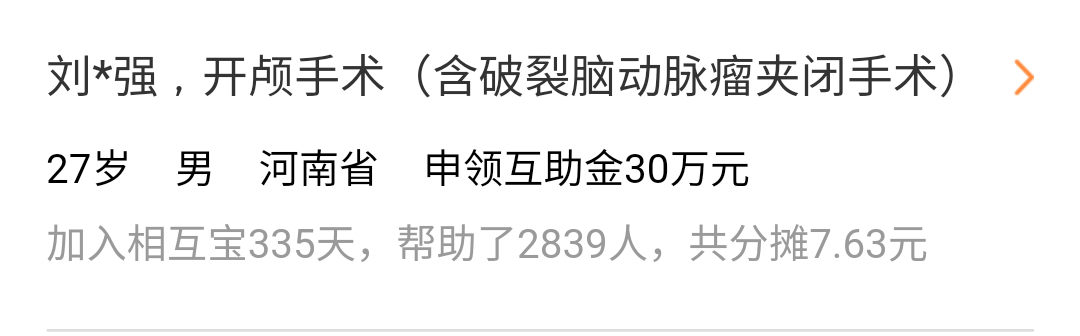 刘*强，开颅手术（含破裂脑动脉瘤夹闭手术）
27岁 男 河南省 申领互助金30万元
加入相互宝335天，帮助了2839人，共分摊7.63元